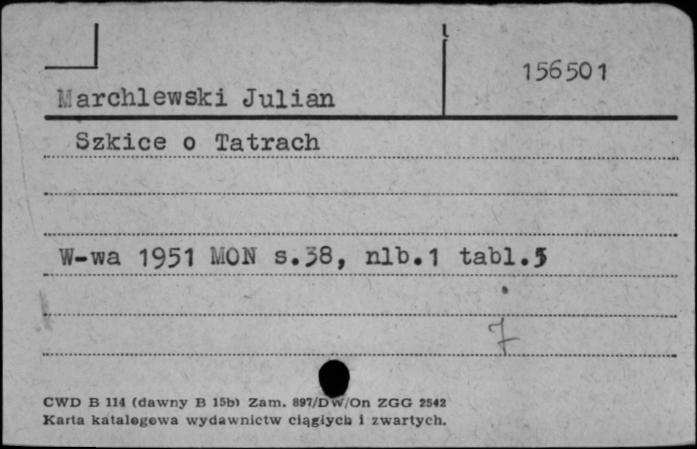 156501
Marchlewski Julian
Szkice o Tatrach
W-wa 1951 MON s.38, nlb.1 tabl.5
7
CWD B 114 (dawny B 15b) Zam. 897/DW/On ZGG 2542
Karta katalogowa wydawnictw ciągłych i zwartych.